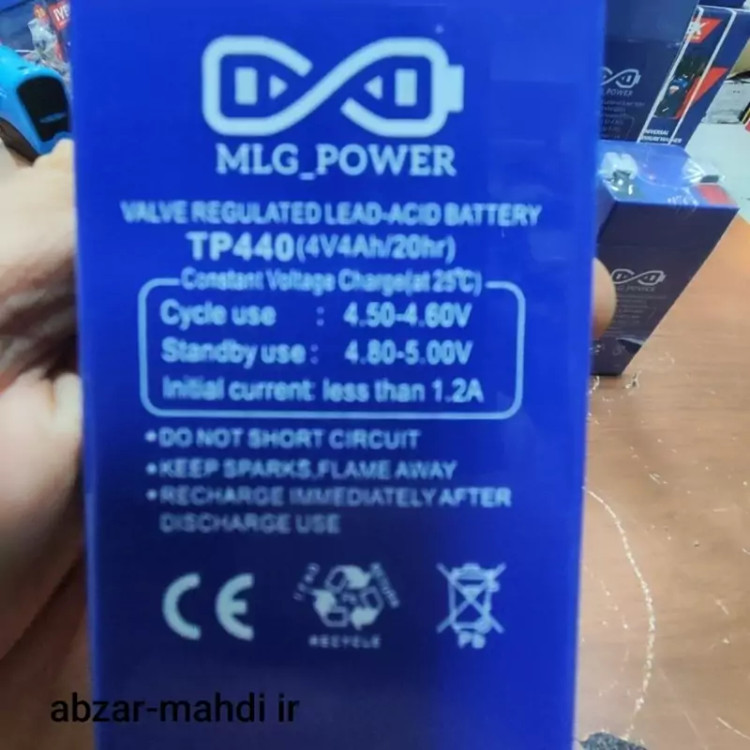 MLG_POWER
VALVE REGULATED LEAD-ACID BATTERY
TP440(4V4Ah/20hr)
Constant Voltage Charge(at 25℃)
Cycle use : 4.50-4.60V
Standby use : 4.80-5.00V
Initial current: less than 1.2A
•DO NOT SHORT CIRCUIT
•KEEP SPARKS,FLAME AWAY
•RECHARGE IMMEDIATELY AFTER
DISCHARGE USE
CE
RECYCLE
PB
abzar-mahdi ir
MLG_POWER